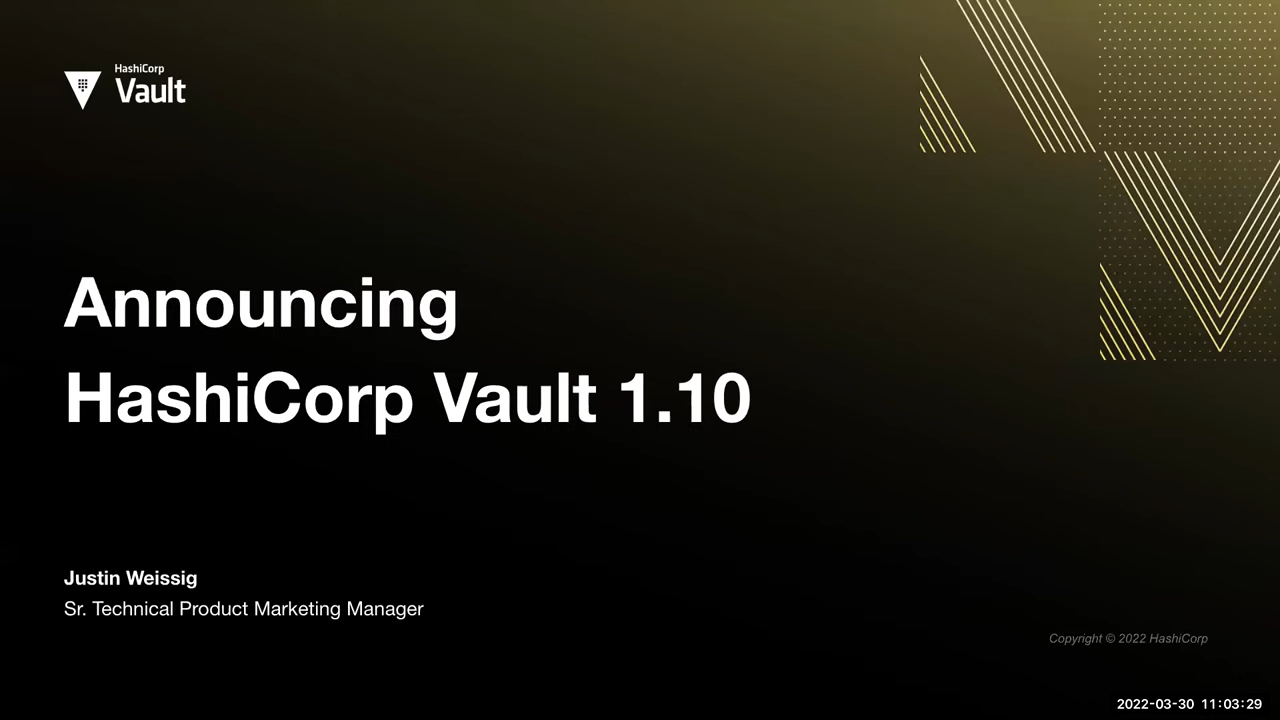 HashiCorp
Vault
Announcing
HashiCorp Vault 1.10
Justin Weissig
Sr. Technical Product Marketing Manager
Copyright © 2022 HashiCorp
2022-03-30 11:03:29